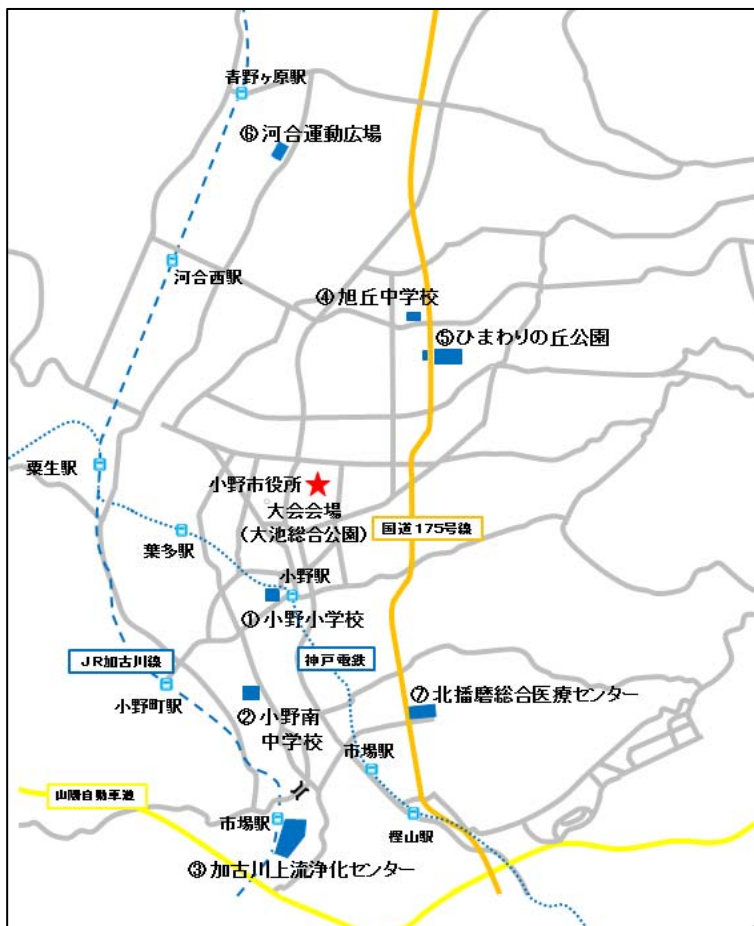 青野ヶ原駅
⑥河合運動広場
河合西駅
④旭丘中学校
⑤ひまわりの丘公園
粟生駅
小野市役所
大会会場
(大池総合公園)
国道175号線
葉多駅
小野駅
①小野小学校
JR加古川線
神戸電鉄
小野町駅
②小野南
中学校
⑦北播磨総合医療センター
市場駅
山陽自動車道
市場駅
樫山駅
③加古川上流浄化センター